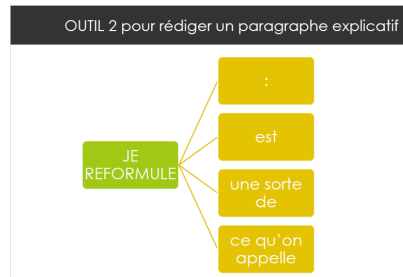 OUTIL 2 pour rédiger un paragraphe explicatif
:
est
JE
REFORMULE
une sorte
de
ce qu'on
appelle